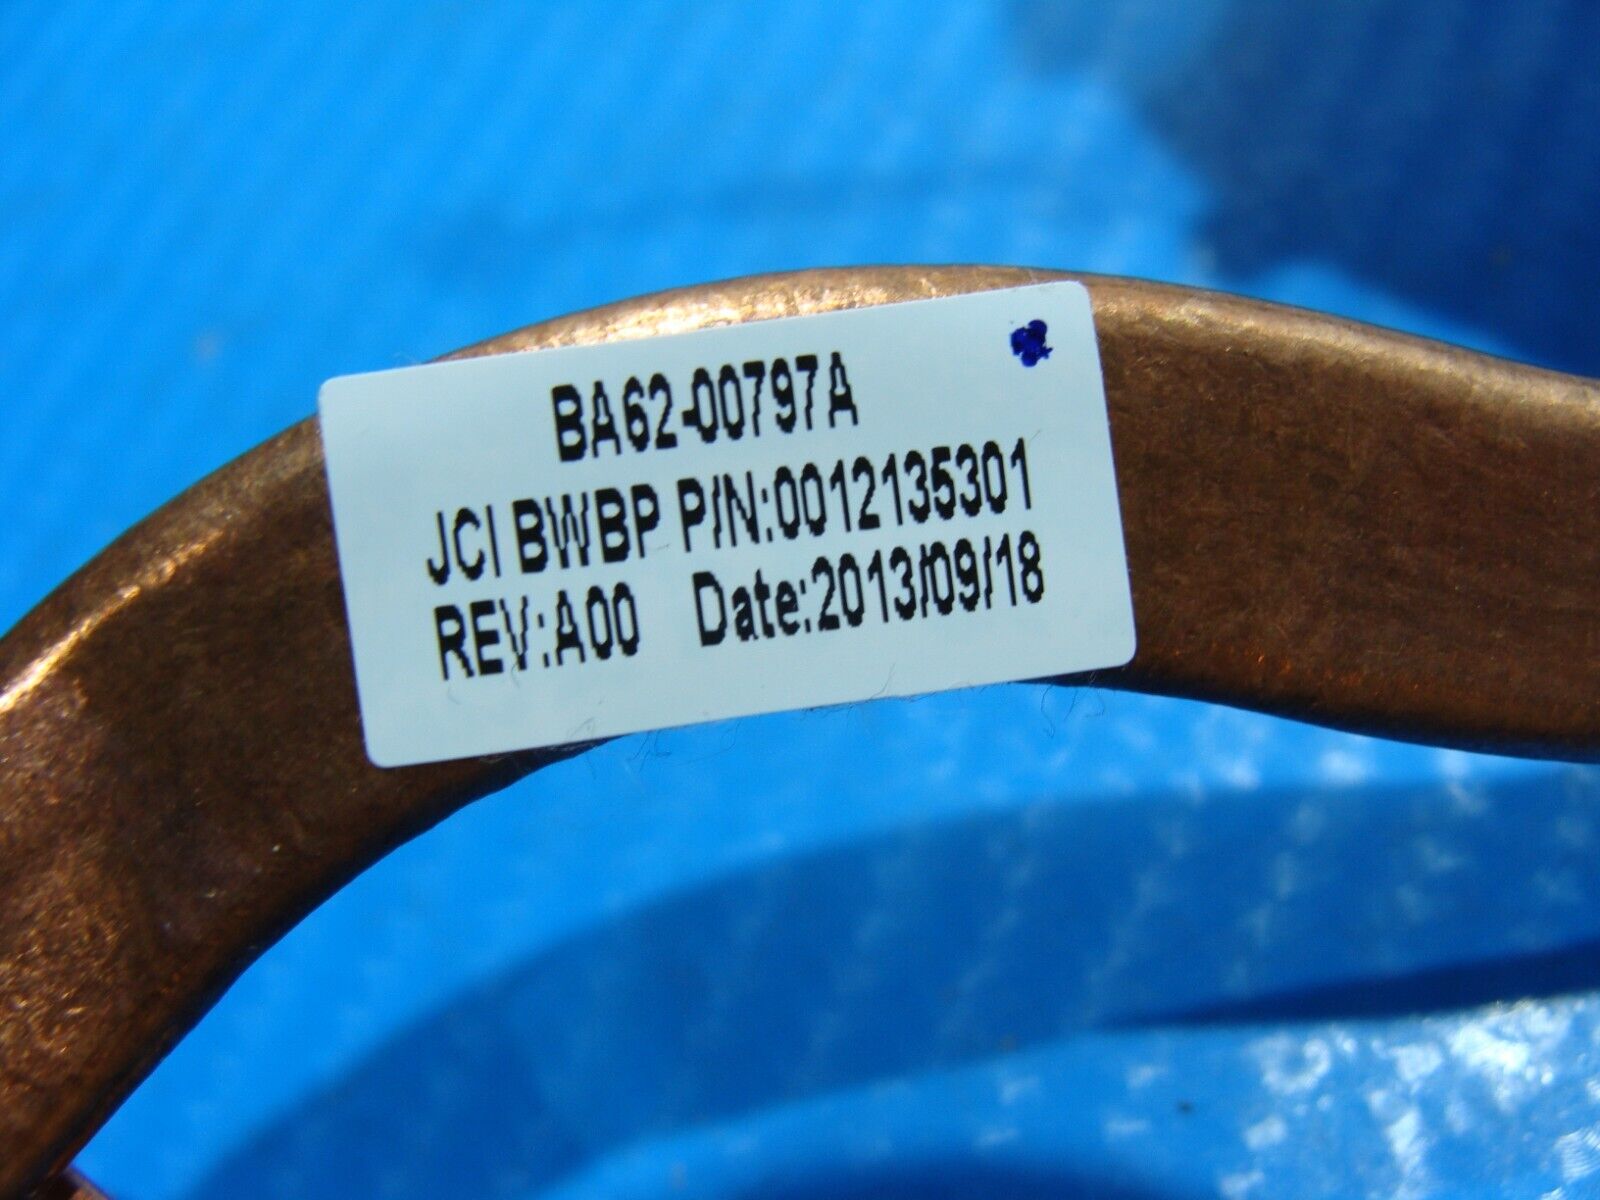 BA62-00797A
JCI BWBP P/N:0012135301
REV:A00 Date:2013/09/18